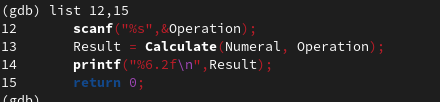 (gdb) list 12,15
12 scanf("%s",&Operation);
13 Result = Calculate(Numeral, Operation);
14 printf("%6.2f\n",Result);
15 return 0;
(gdb)